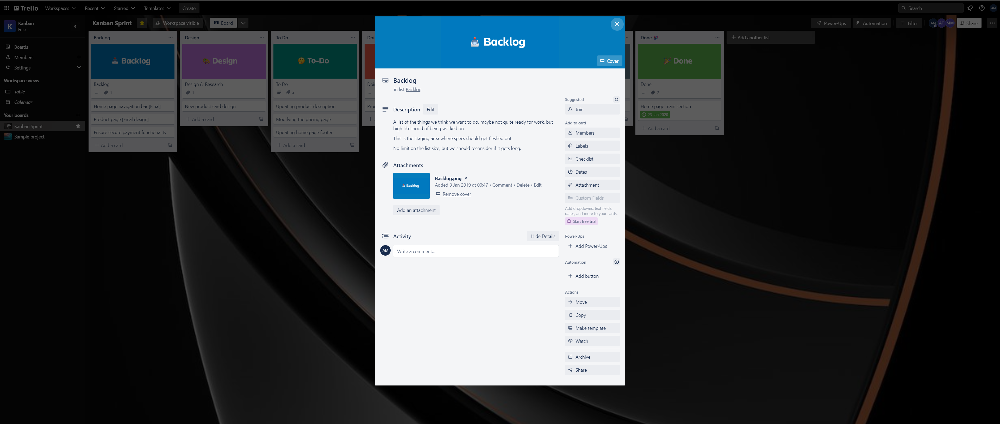 Trello
Workspaces
Recent
Starred
Templates
Create
Search
AM
K
Kanban
Free
Boards
Members
Settings
Workspace views
Table
Calendar
Your boards
Kanban Sprint
Sample project
Kanban Sprint
Workspace visible
Board
Power-Ups
Automation
Filter
AM
AT
MM
Share
Backlog
Backlog
Backlog
1
Home page navigation bar [Final]
Product page [Final design]
Ensure secure payment functionality
Add a card
Design
Design
Design & Research
1
New product card design
Add a card
To Do
To-Do
To Do
2
Updating product description
Modifying the pricing page
Updating home page footer
Add a card
Done
Done
Done
2
Home page main section
23 Jan 2020
Add a card
Add another list
Backlog
Cover
Backlog
in list Backlog
Description
Edit
A list of the things we think we want to do, maybe not quite ready for work, but
high likelihood of being worked on.
This is the staging area where specs should get fleshed out.
No limit on the list size, but we should reconsider if it gets long.
Attachments
Backlog
Backlog.png
Added 3 Jan 2019 at 00:47 • Comment • Delete • Edit
Remove cover
Add an attachment
Activity
Hide Details
AM
Write a comment...
Suggested
Join
Add to card
Members
Labels
Checklist
Dates
Attachment
Custom Fields
Add dropdowns, text fields,
dates, and more to your cards.
Start free trial
Power-Ups
Add Power-Ups
Automation
Add button
Actions
Move
Copy
Make template
Watch
Archive
Share